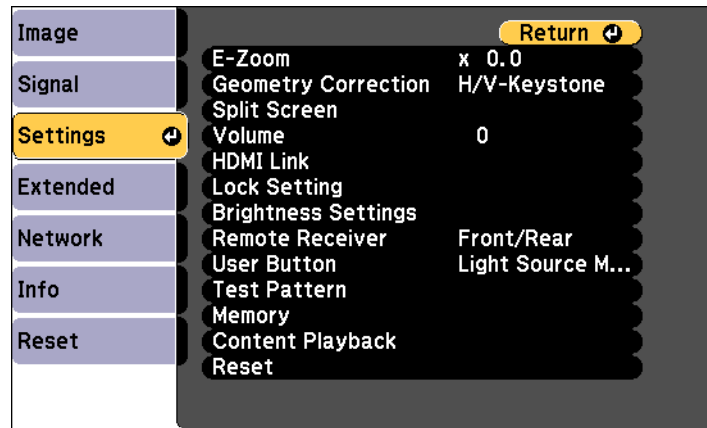 Image
Signal
Settings
Extended
Network
Info
Reset
Return
E-Zoom x 0.0
Geometry Correction H/V-Keystone
Split Screen
Volume 0
HDMI Link
Lock Setting
Brightness Settings
Remote Receiver Front/Rear
User Button Light Source M...
Test Pattern
Memory
Content Playback
Reset